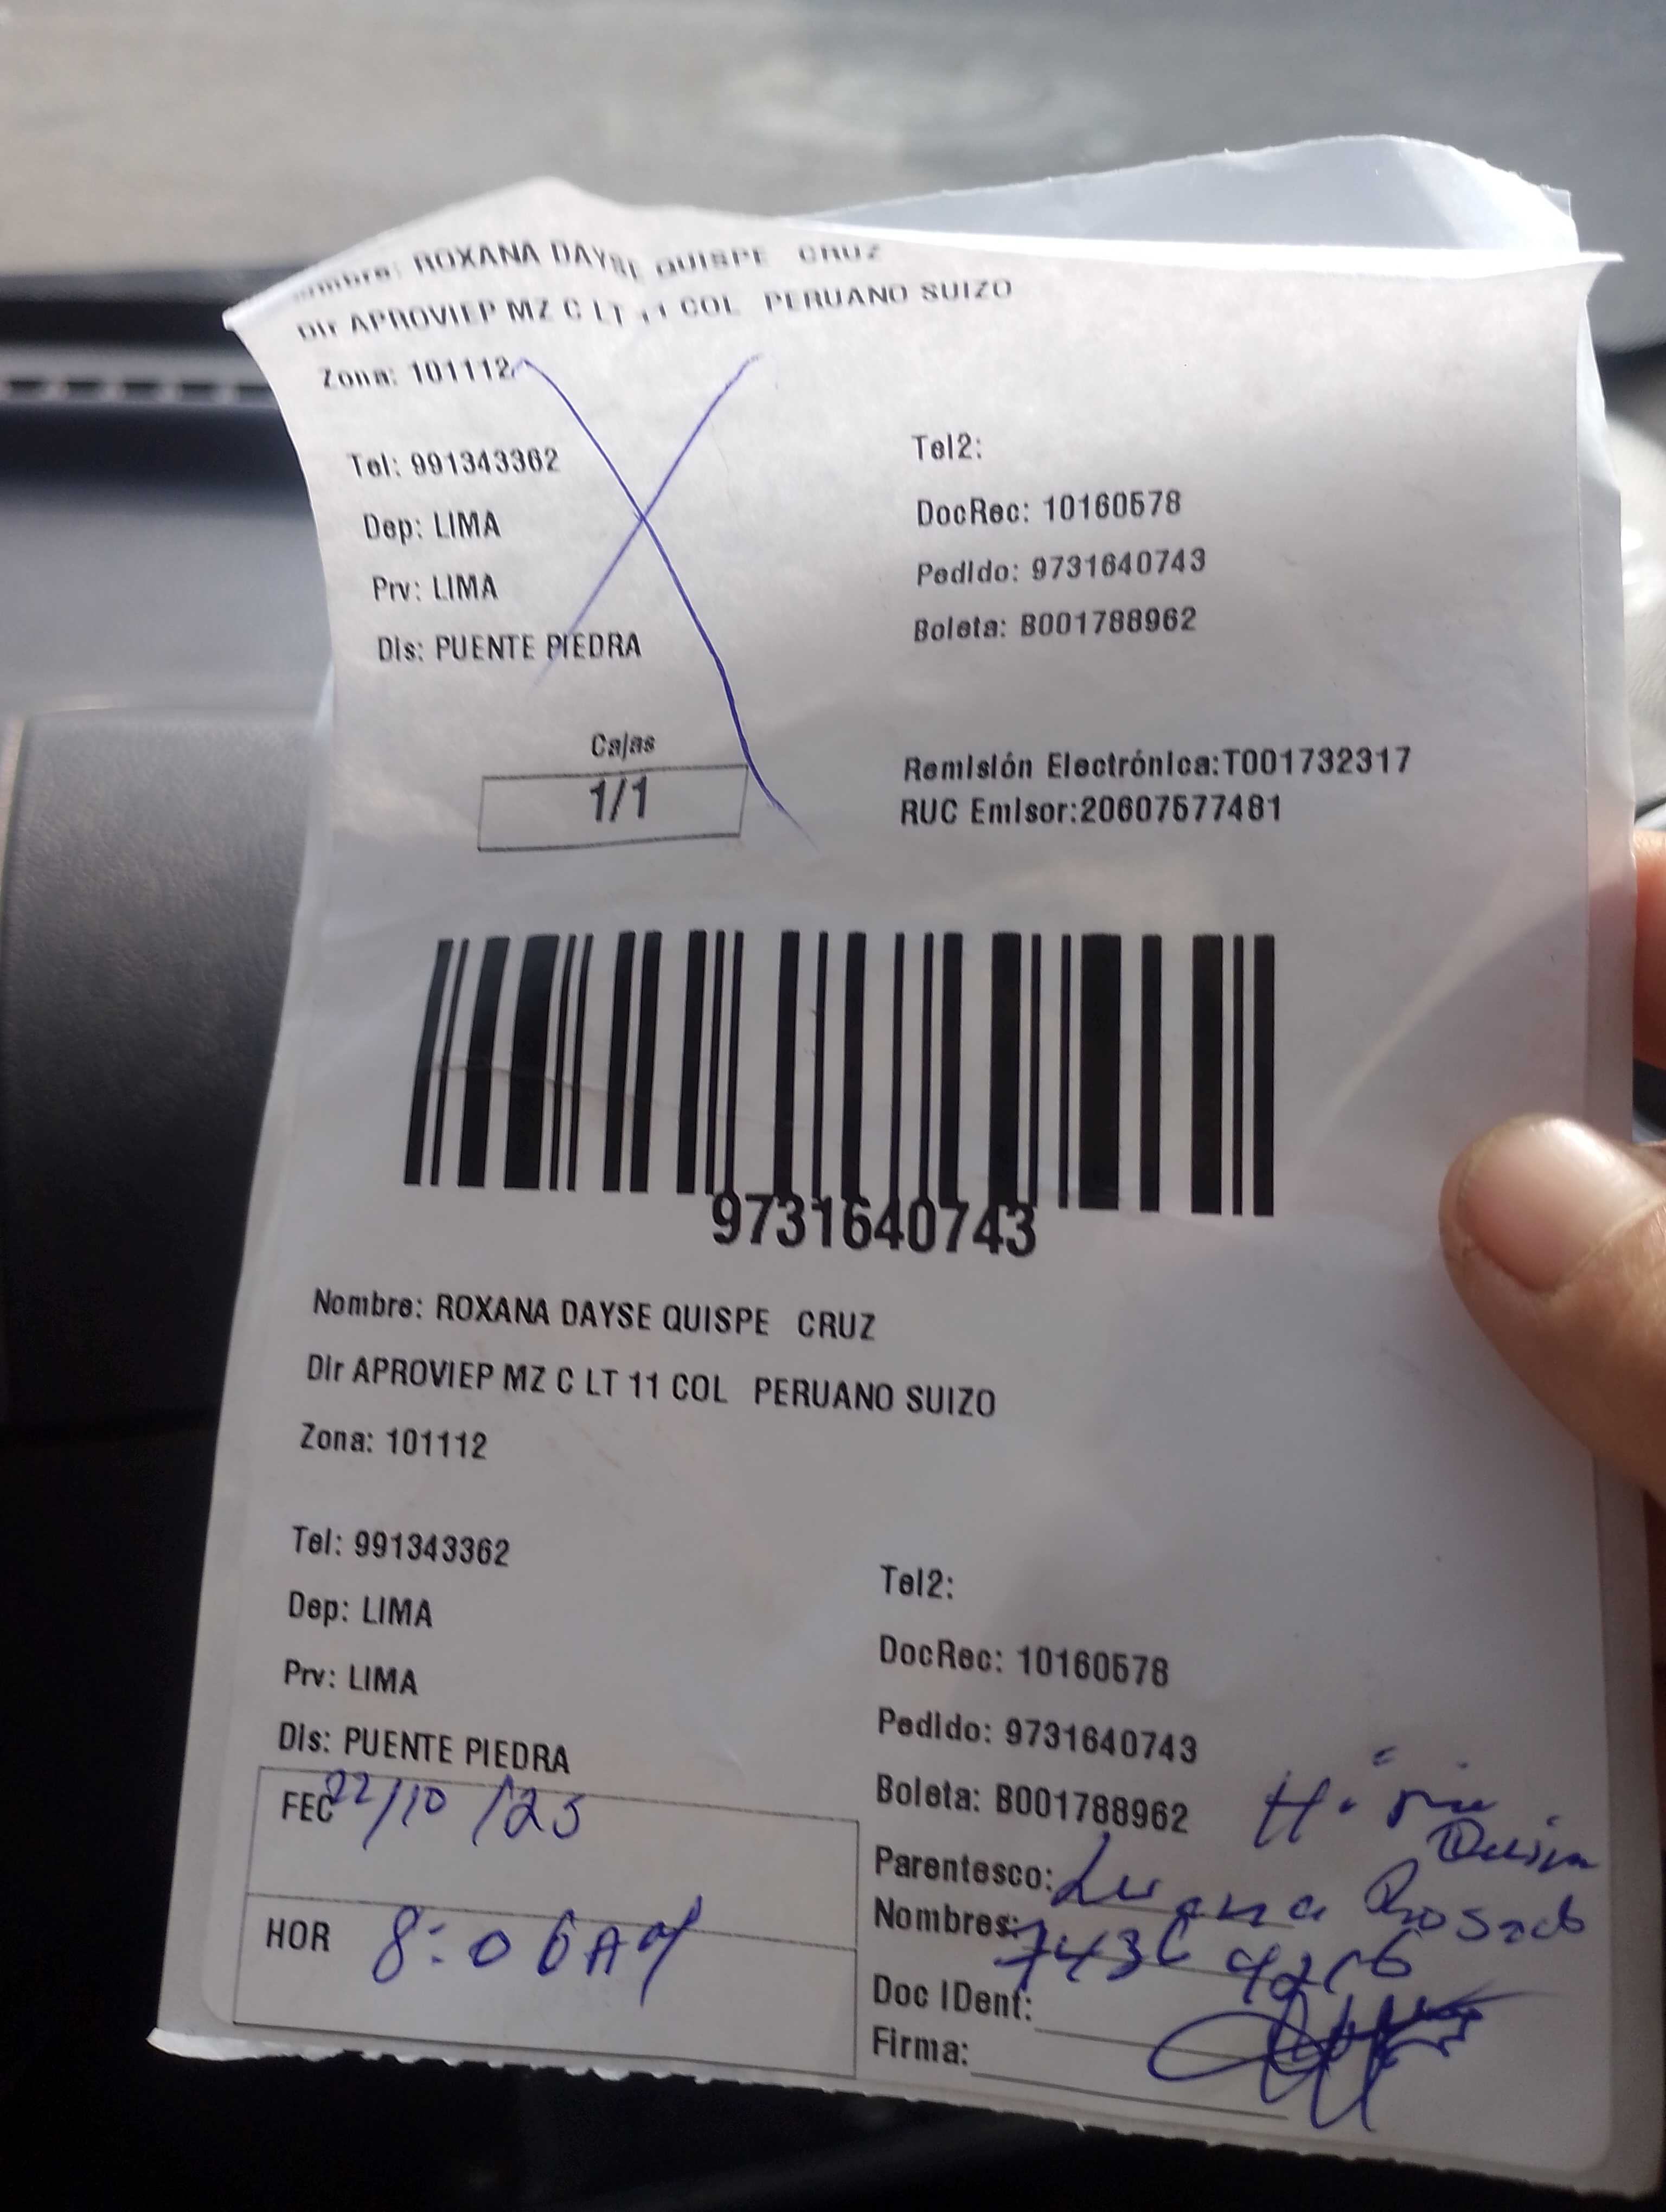 Nombre: ROXANA DAYSE QUISPE CRUZ
Dir APROVIEP MZ C LT 11 COL PERUANO SUIZO
Zona: 101112
Tel: 991343362
Tel2:
Dep: LIMA
DocRec: 10160578
Prv: LIMA
Pedido: 9731640743
Dis: PUENTE PIEDRA
Boleta: B001788962
Cajas
1/1
Remisión Electrónica:T001732317
RUC Emisor:20607577481
9731640743
Nombre: ROXANA DAYSE QUISPE CRUZ
Dir APROVIEP MZ C LT 11 COL PERUANO SUIZO
Zona: 101112
Tel: 991343362
Tel2:
Dep: LIMA
DocRec: 10160578
Prv: LIMA
Pedido: 9731640743
Dis: PUENTE PIEDRA
Boleta: B001788962
FEC 22/10/25
Parentesco:
Luana Rosado
Nombres:
HOR 8:06AM
Doc IDent:
Firma: